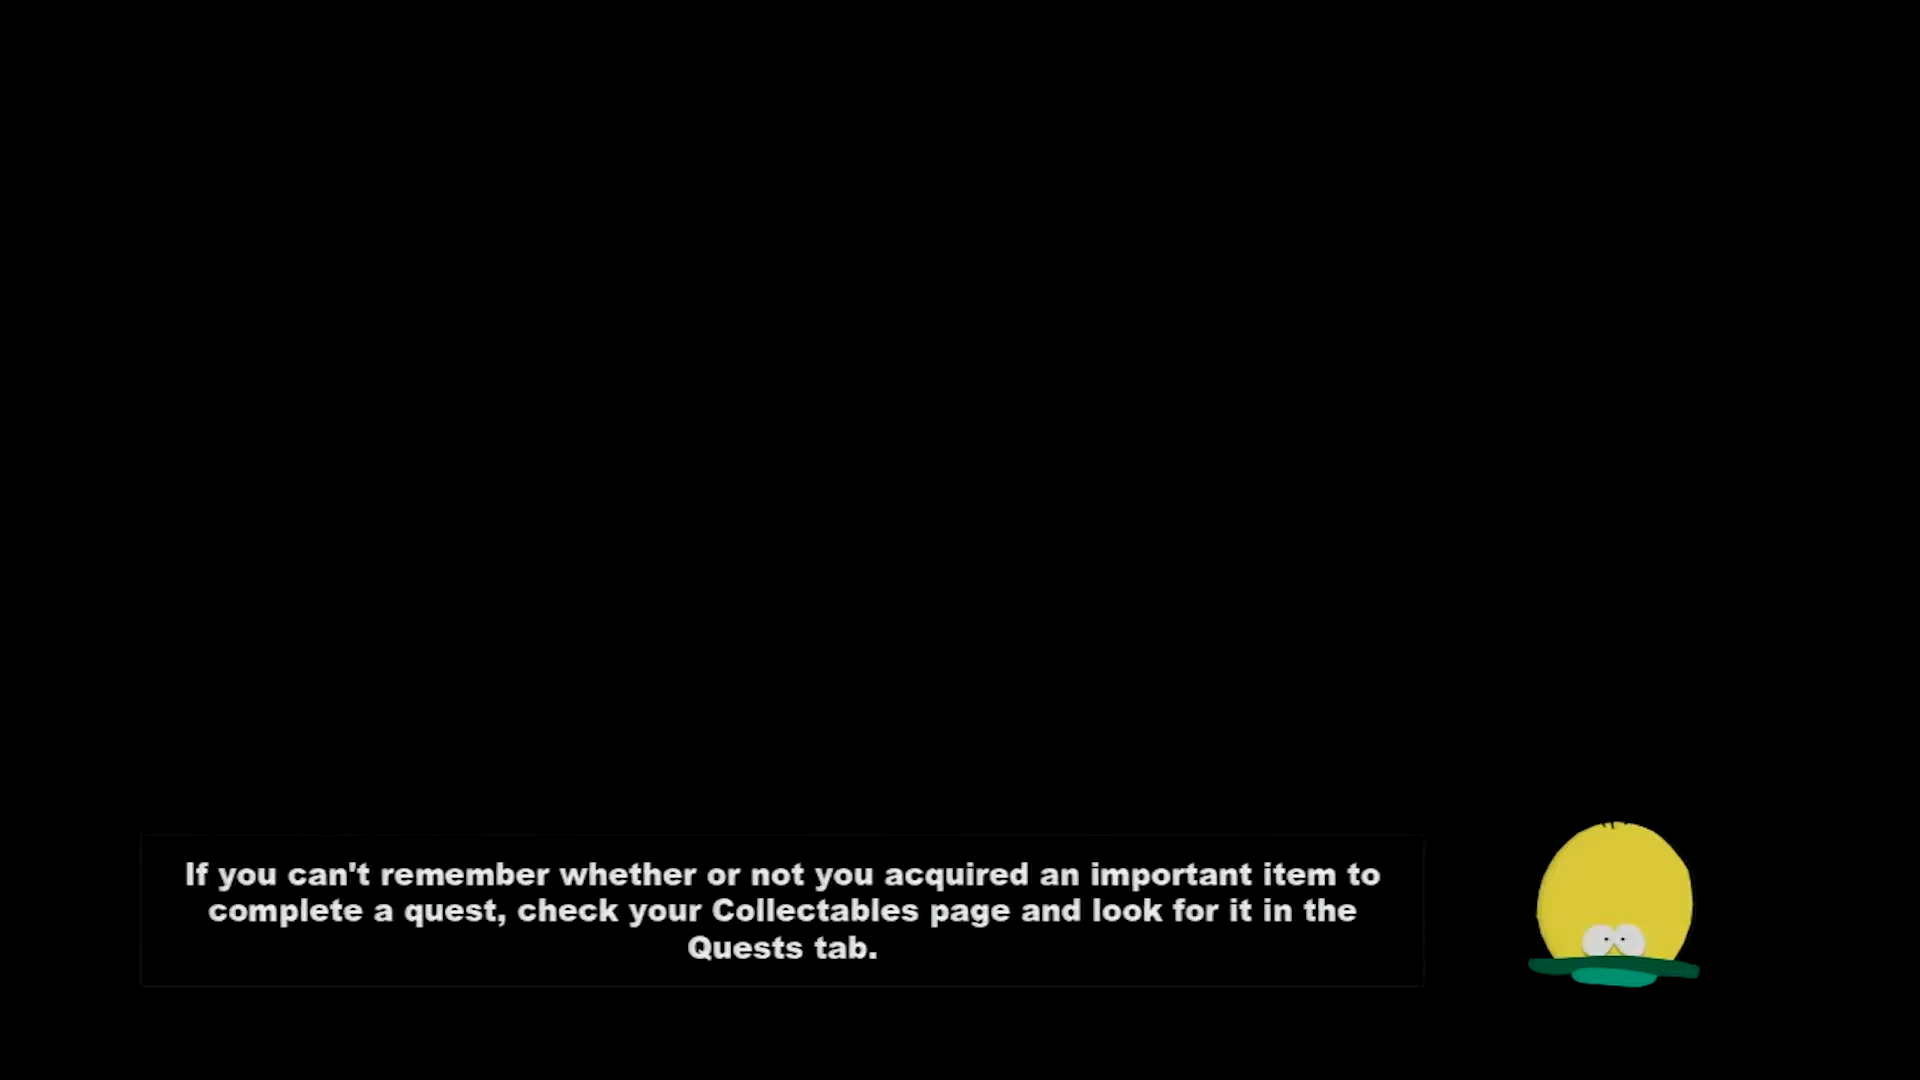 If you can't remember whether or not you acquired an important item to
complete a quest, check your Collectables page and look for it in the
Quests tab.